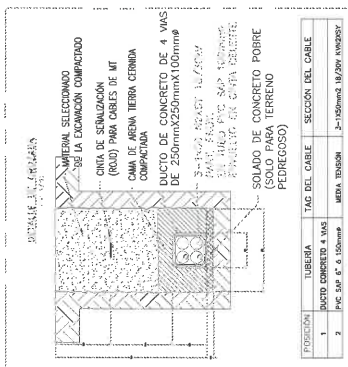 MATERIAL SELECCIONADO
DE LA EXCAVACIÓN COMPACTADO
CINTA DE SEÑALIZACIÓN
(ROJO) PARA CABLES DE MT
CAMA DE ARENA TIERRA CERNIDA
COMPACTADA
DUCTO DE CONCRETO DE 4 VIAS
DE 250mmX250mmX100mmø
SOLADO DE CONCRETO POBRE
(SOLO PARA TERRENO
PEDREGOSO)
POSICIÓN TUBERÍA TAG DEL CABLE SECCIÓN DEL CABLE
1 DUCTO CONCRETO 4 VIAS
2 PVC SAP 6" ó 150mmø MEDIA TENSION 3-1X50mm2 18/30V KVN2XSY